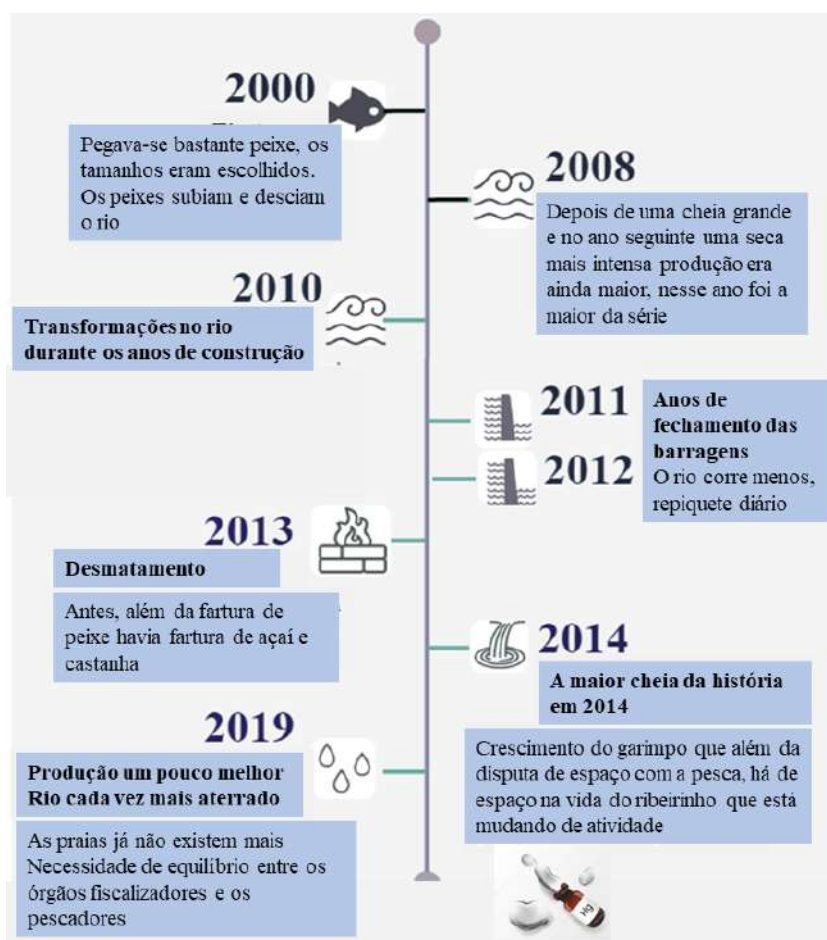 2000
Pegava-se bastante peixe, os
tamanhos eram escolhidos.
Os peixes subiam e desciam
o rio
2008
Depois de uma cheia grande
e no ano seguinte uma seca
mais intensa produção era
ainda maior, nesse ano foi a
maior da série
2010
Transformações no rio
durante os anos de construção
2011
2012
Anos de
fechamento das
barragens
O rio corre menos,
repiquete diário
2013
Desmatamento
Antes, além da fartura de
peixe havia fartura de açaí e
castanha
2014
A maior cheia da história
em 2014
Crescimento do garimpo que além da
disputa de espaço com a pesca, há de
espaço na vida do ribeirinho que está
mudando de atividade
Hg
2019
Produção um pouco melhor
Rio cada vez mais aterrado
As praias já não existem mais
Necessidade de equilíbrio entre os
órgãos fiscalizadores e os
pescadores